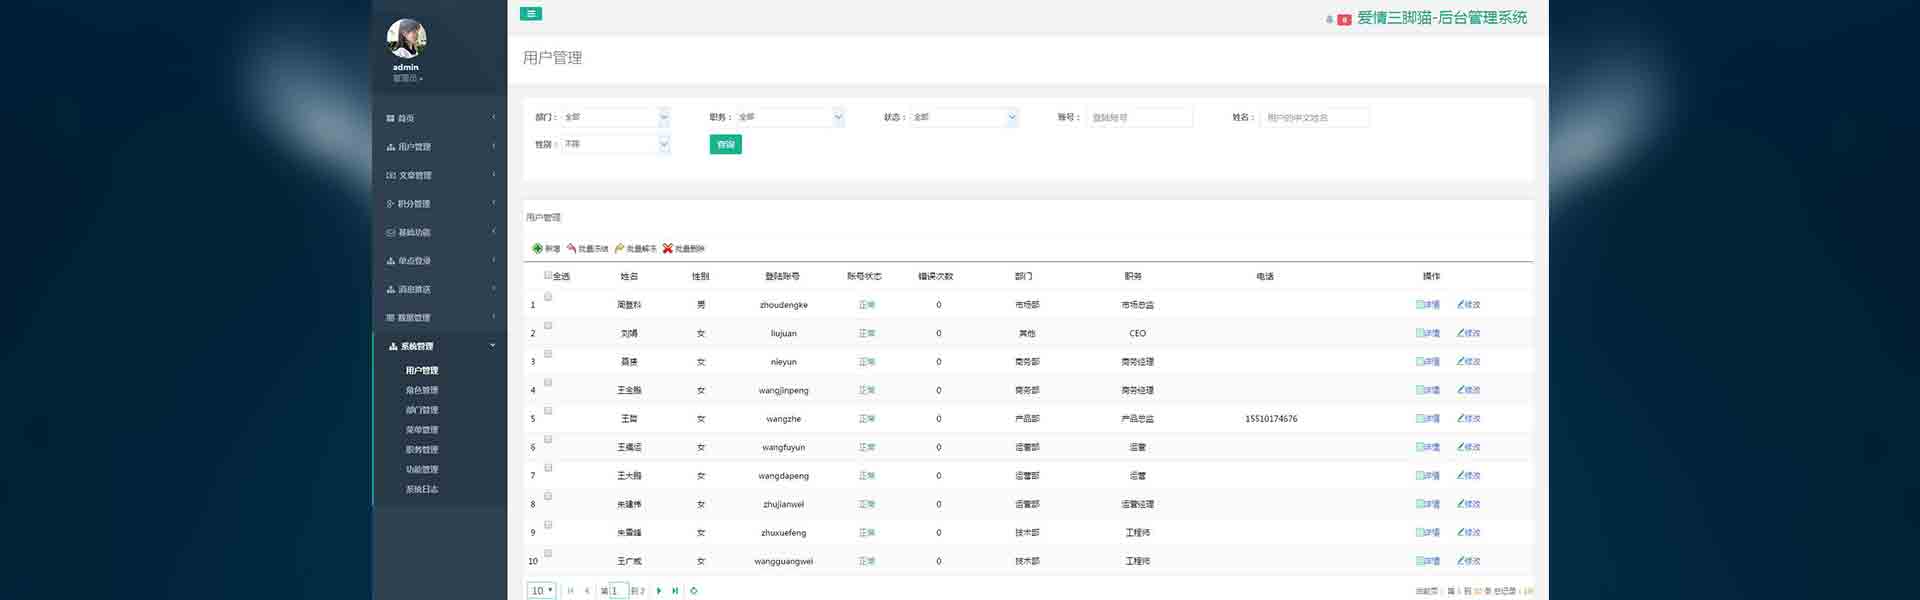 爱情三脚猫-后台管理系统
admin
管理员
首页
用户管理
文章管理
积分管理
基础功能
单点登录
消息推送
数据管理
系统管理
用户管理
角色管理
部门管理
菜单管理
职务管理
功能管理
系统日志
用户管理
部门： 全部 职务： 全部 状态： 全部 账号： 登陆账号 姓名： 用户的中文姓名
性别： 不限 查询
用户管理
新增 批量冻结 批量解冻 批量删除
全选 姓名 性别 登陆账号 账号状态 错误次数 部门 职务 电话 操作
1 周登科 男 zhoudengke 正常 0 市场部 市场总监 详情 修改
2 刘娟 女 liujuan 正常 0 其他 CEO 详情 修改
3 女 nieyun 正常 0 商务部 商务经理 详情 修改
4 王金鹏 女 wangjinpeng 正常 0 商务部 商务经理 详情 修改
5 王哲 女 wangzhe 正常 0 产品部 产品总监 15510174676 详情 修改
6 王福运 女 wangfuyun 正常 0 运营部 运营 详情 修改
7 王大鹏 女 wangdapeng 正常 0 运营部 运营 详情 修改
8 朱建伟 女 zhujianwei 正常 0 运营部 运营经理 详情 修改
9 朱雪峰 女 zhuxuefeng 正常 0 技术部 工程师 详情 修改
10 王广威 女 wangguangwei 正常 0 技术部 工程师 详情 修改
10 第 1 到 2 当前页： 第 1 到 10 条 总记录